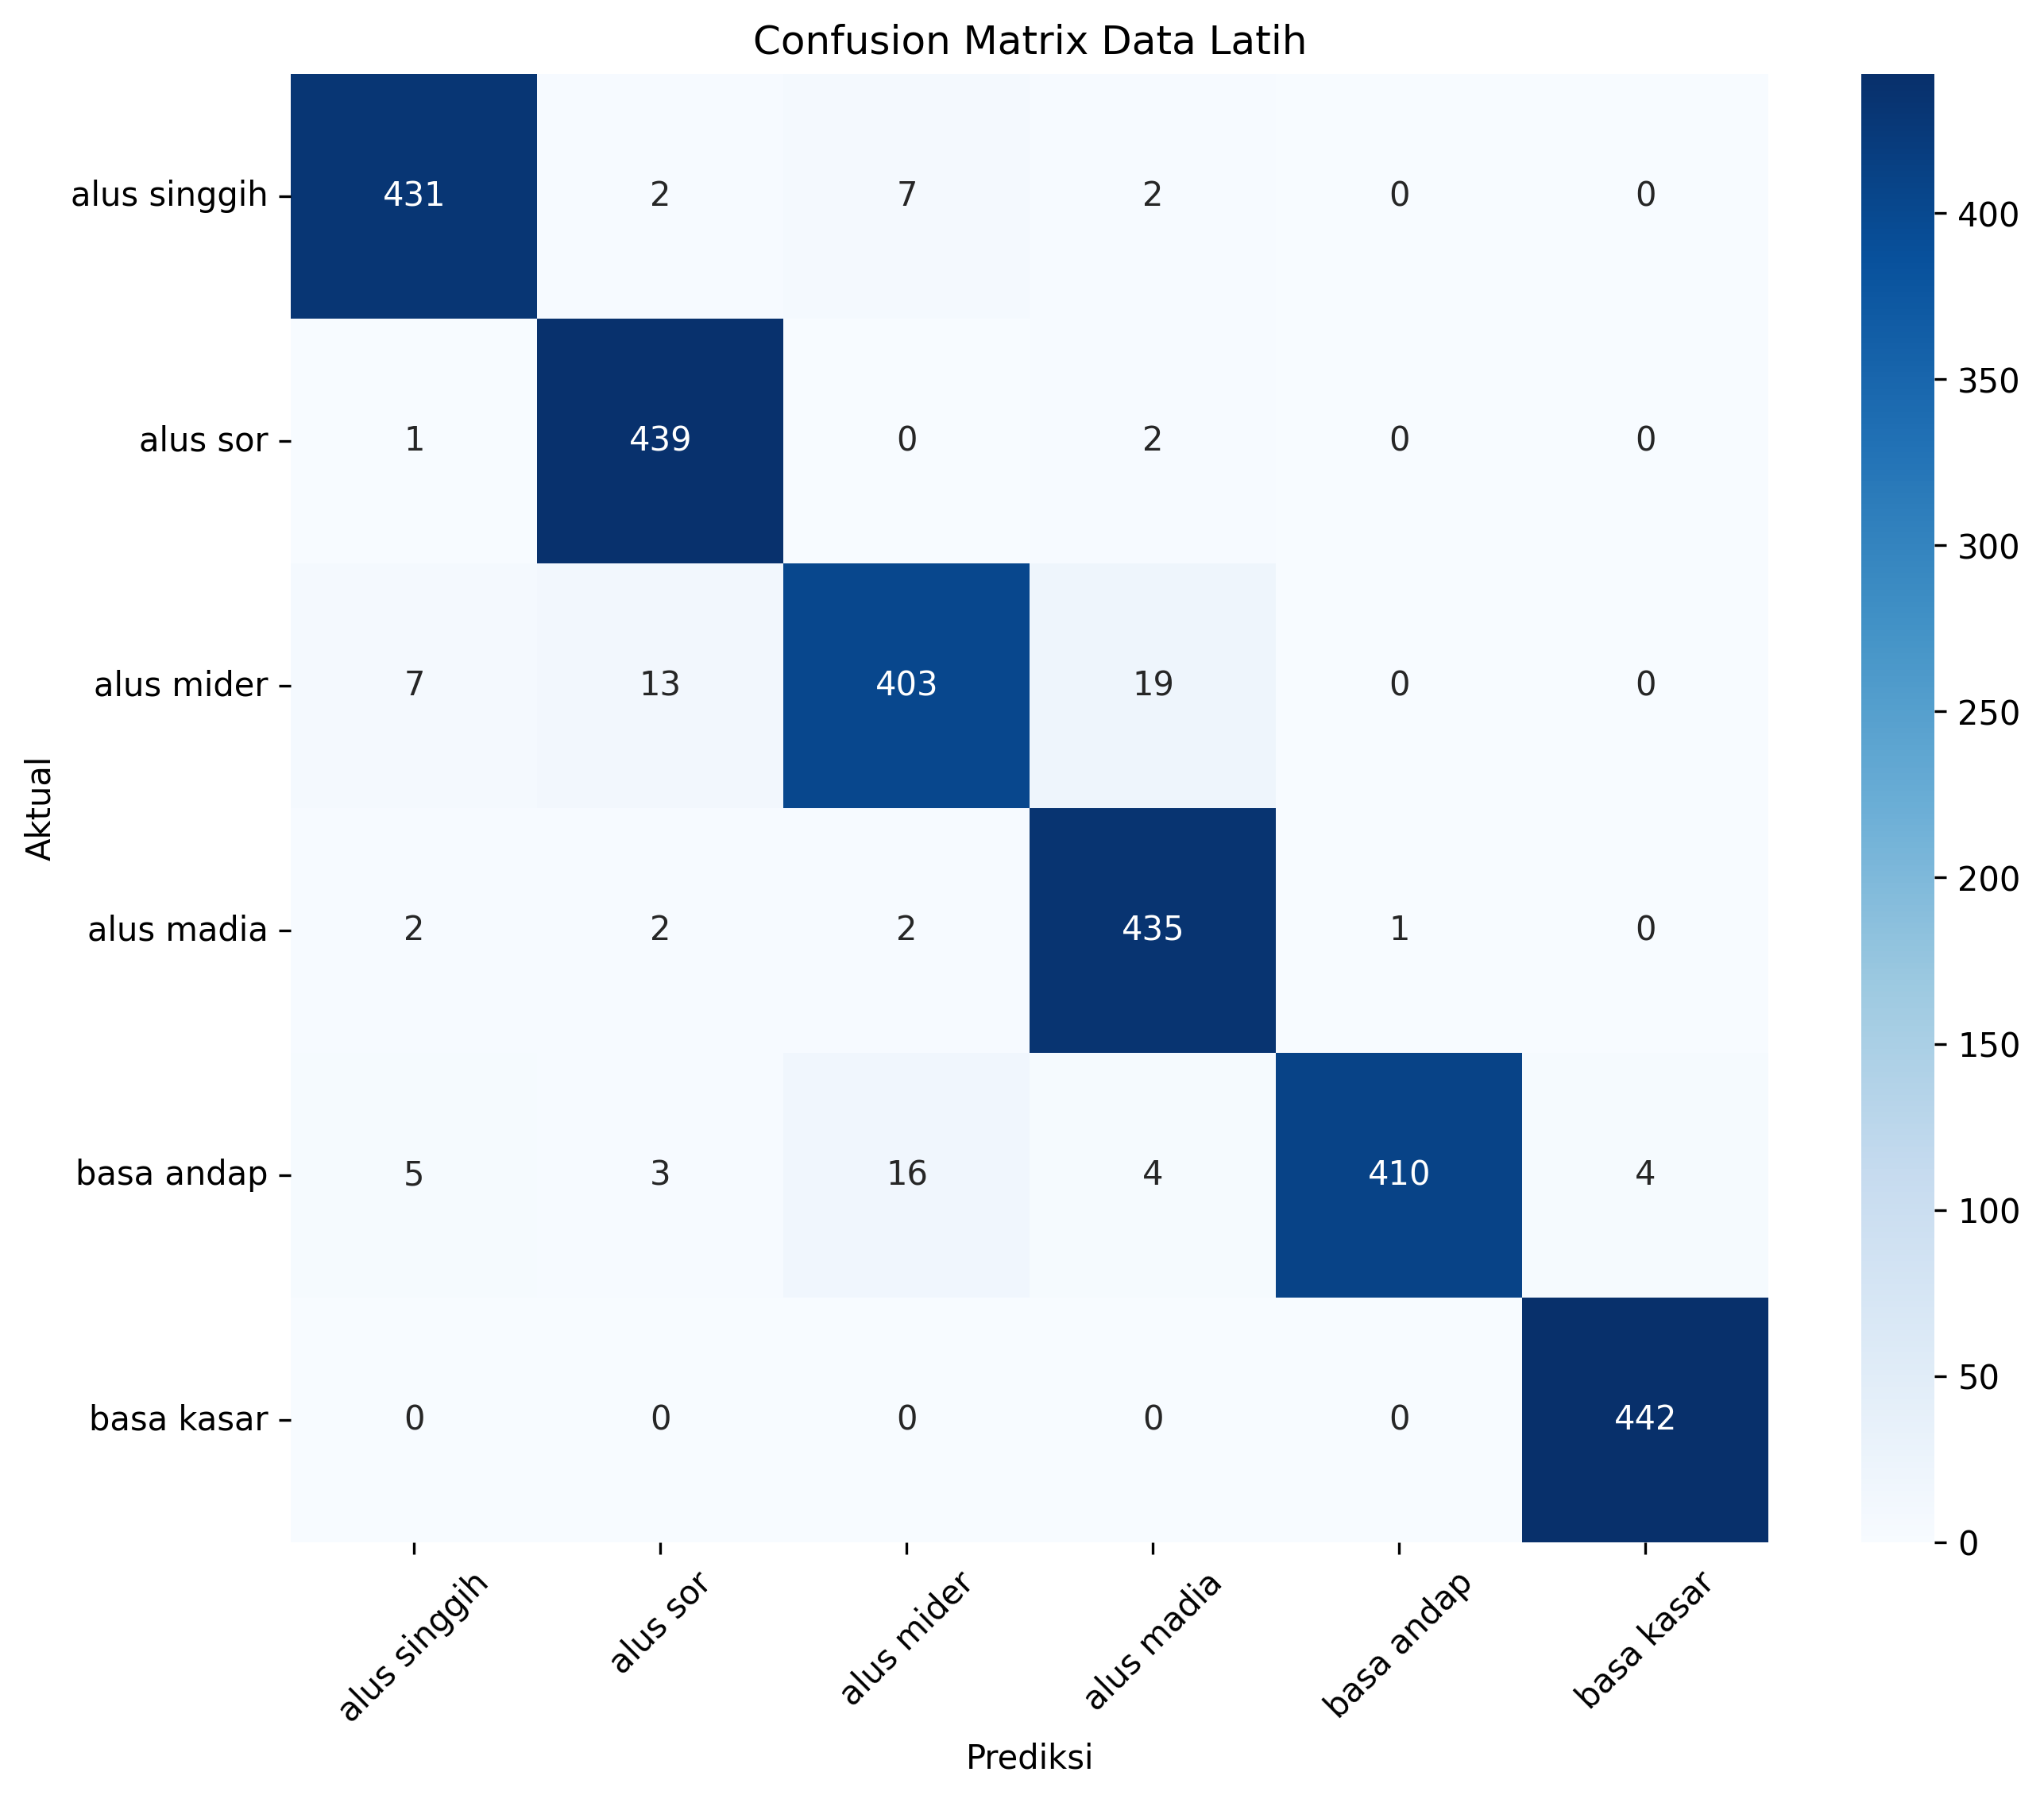 Confusion Matrix Data Latih
Aktual
alus singgih 431 2 7 2 0 0
alus sor 1 439 0 2 0 0
alus mider 7 13 403 19 0 0
alus madia 2 2 2 435 1 0
basa andap 5 3 16 4 410 4
basa kasar 0 0 0 0 0 442
alus singgih alus sor alus mider alus madia basa andap basa kasar
Prediksi
400
350
300
250
200
150
100
50
0